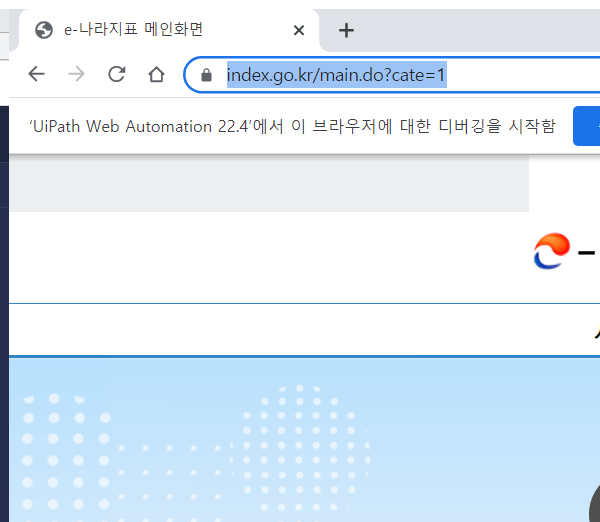 e-나라지표 메인화면
index.go.kr/main.do?cate=1
'UiPath Web Automation 22.4'에서 이 브라우저에 대한 디버깅을 시작함